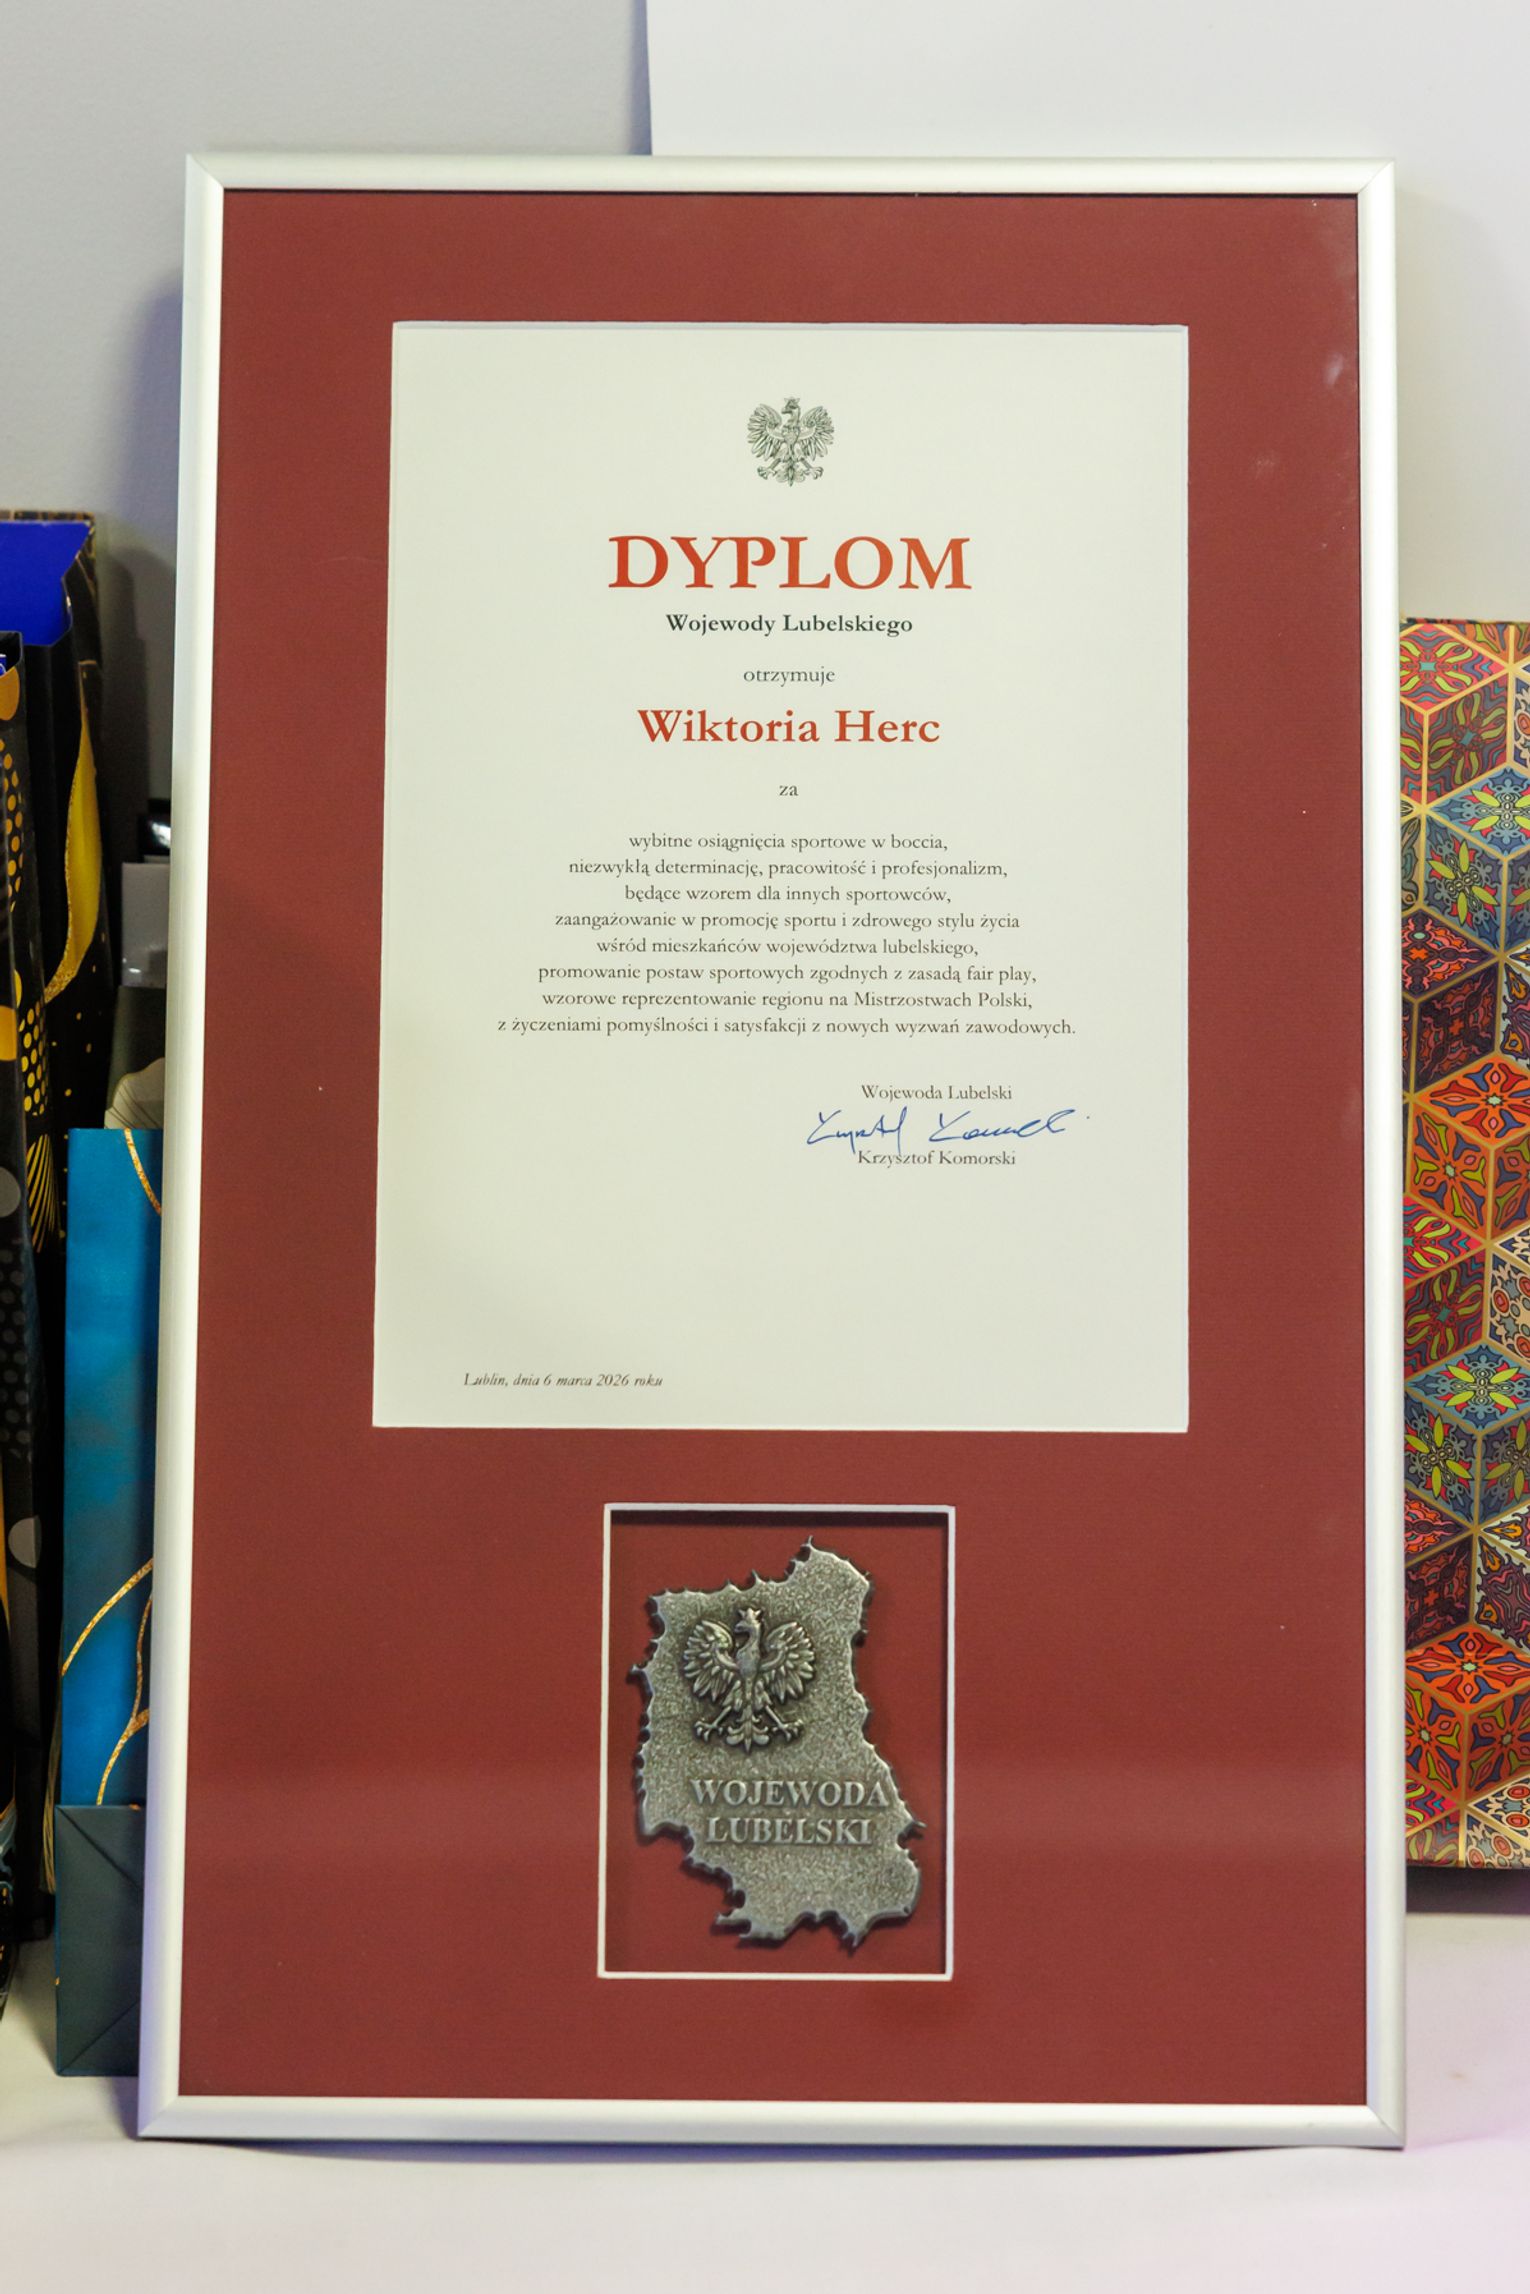 DYPLOM
Wojewody Lubelskiego
otrzymuje
Wiktoria Herc
za
wybitne osiągnięcia sportowe w boccia,
niezwykłą determinację, pracowitość i profesjonalizm,
będące wzorem dla innych sportowców,
zaangażowanie w promocję sportu i zdrowego stylu życia
wśród mieszkańców województwa lubelskiego,
promowanie postaw sportowych zgodnych z zasadą fair play,
wzorowe reprezentowanie regionu na Mistrzostwach Polski,
z życzeniami pomyślności i satysfakcji z nowych wyzwań zawodowych.
Wojewoda Lubelski
Krzysztof Komorski
Lublin, dnia 6 marca 2026 roku
WOJEWODA
LUBELSKI